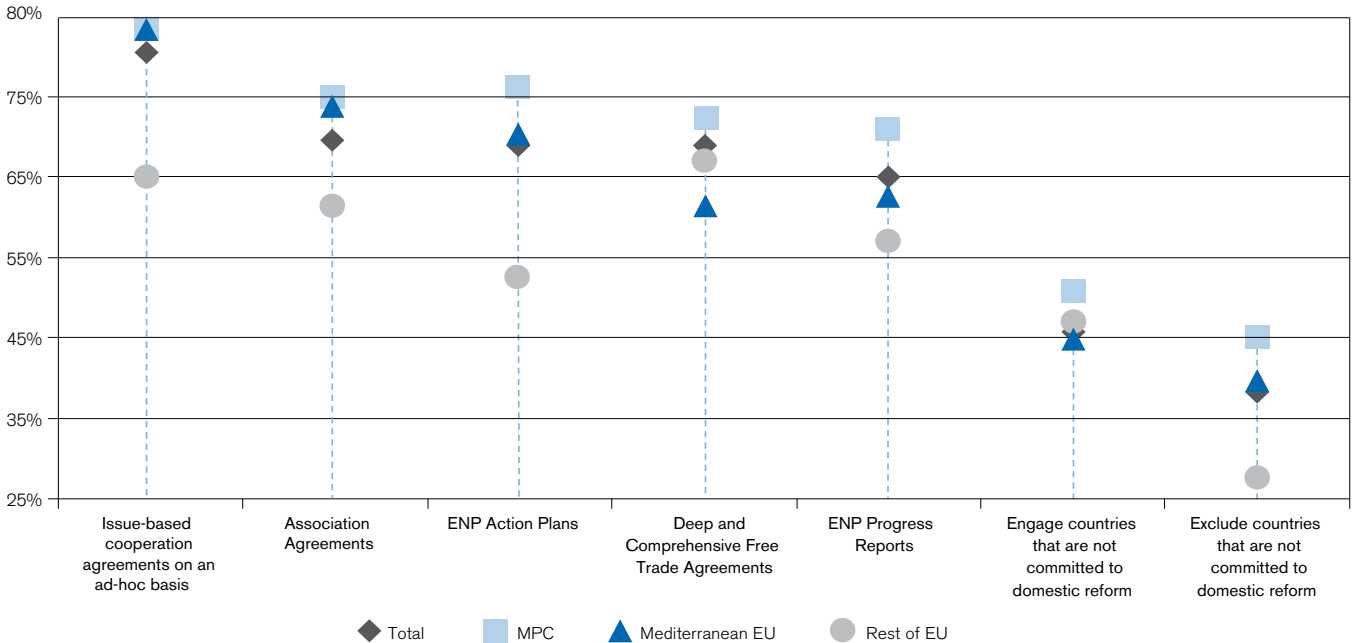 80%
75%
65%
55%
45%
35%
25%
Issue-based
cooperation
agreements on an
ad-hoc basis
Association
Agreements
ENP Action Plans
Deep and
Comprehensive Free
Trade Agreements
ENP Progress
Reports
Engage countries
that are not
committed to
domestic reform
Exclude countries
that are not
committed to
domestic reform
Total
MPC
Mediterranean EU
Rest of EU